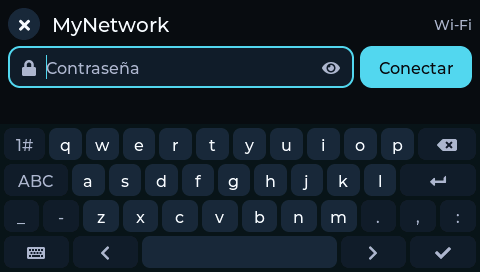 MyNetwork Wi-Fi
Contraseña Conectar
1# q w e r t y u i o p
ABC a s d f g h j k l
_ - z x c v b n m . , :